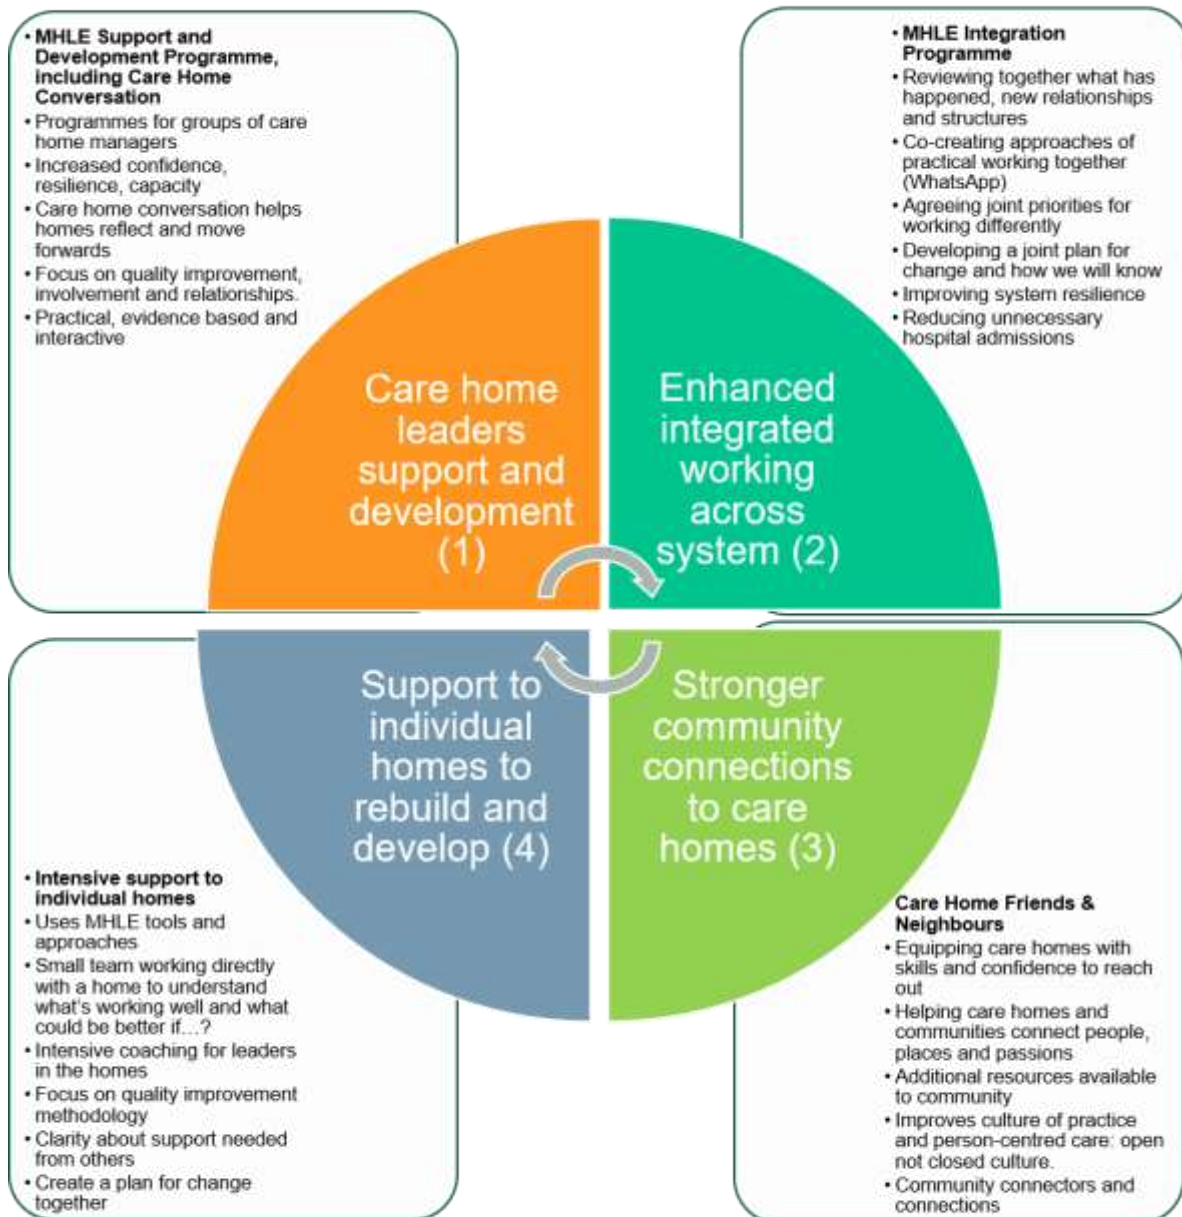 • MHLE Support and
Development Programme,
including Care Home
Conversation
• Programmes for groups of care
home managers
• Increased confidence,
resilience, capacity
• Care home conversation helps
homes reflect and move
forwards
• Focus on quality improvement,
involvement and relationships.
• Practical, evidence based and
interactive
• MHLE Integration
Programme
• Reviewing together what has
happened, new relationships
and structures
• Co-creating approaches of
practical working together
(WhatsApp)
• Agreeing joint priorities for
working differently
• Developing a joint plan for
change and how we will know
• Improving system resilience
• Reducing unnecessary
hospital admissions
Care home
leaders
support and
development
(1)
Enhanced
integrated
working
across
system (2)
Support to
individual
homes to
rebuild and
develop (4)
Stronger
community
connections
to care
homes (3)
• Intensive support to
individual homes
• Uses MHLE tools and
approaches
• Small team working directly
with a home to understand
what's working well and what
could be better if…?
• Intensive coaching for leaders
in the homes
• Focus on quality improvement
methodology
• Clarity about support needed
from others
• Create a plan for change
together
Care Home Friends &
Neighbours
• Equipping care homes with
skills and confidence to reach
out
• Helping care homes and
communities connect people,
places and passions
• Additional resources available
to community
• Improves culture of practice
and person-centred care: open
not closed culture.
• Community connectors and
connections